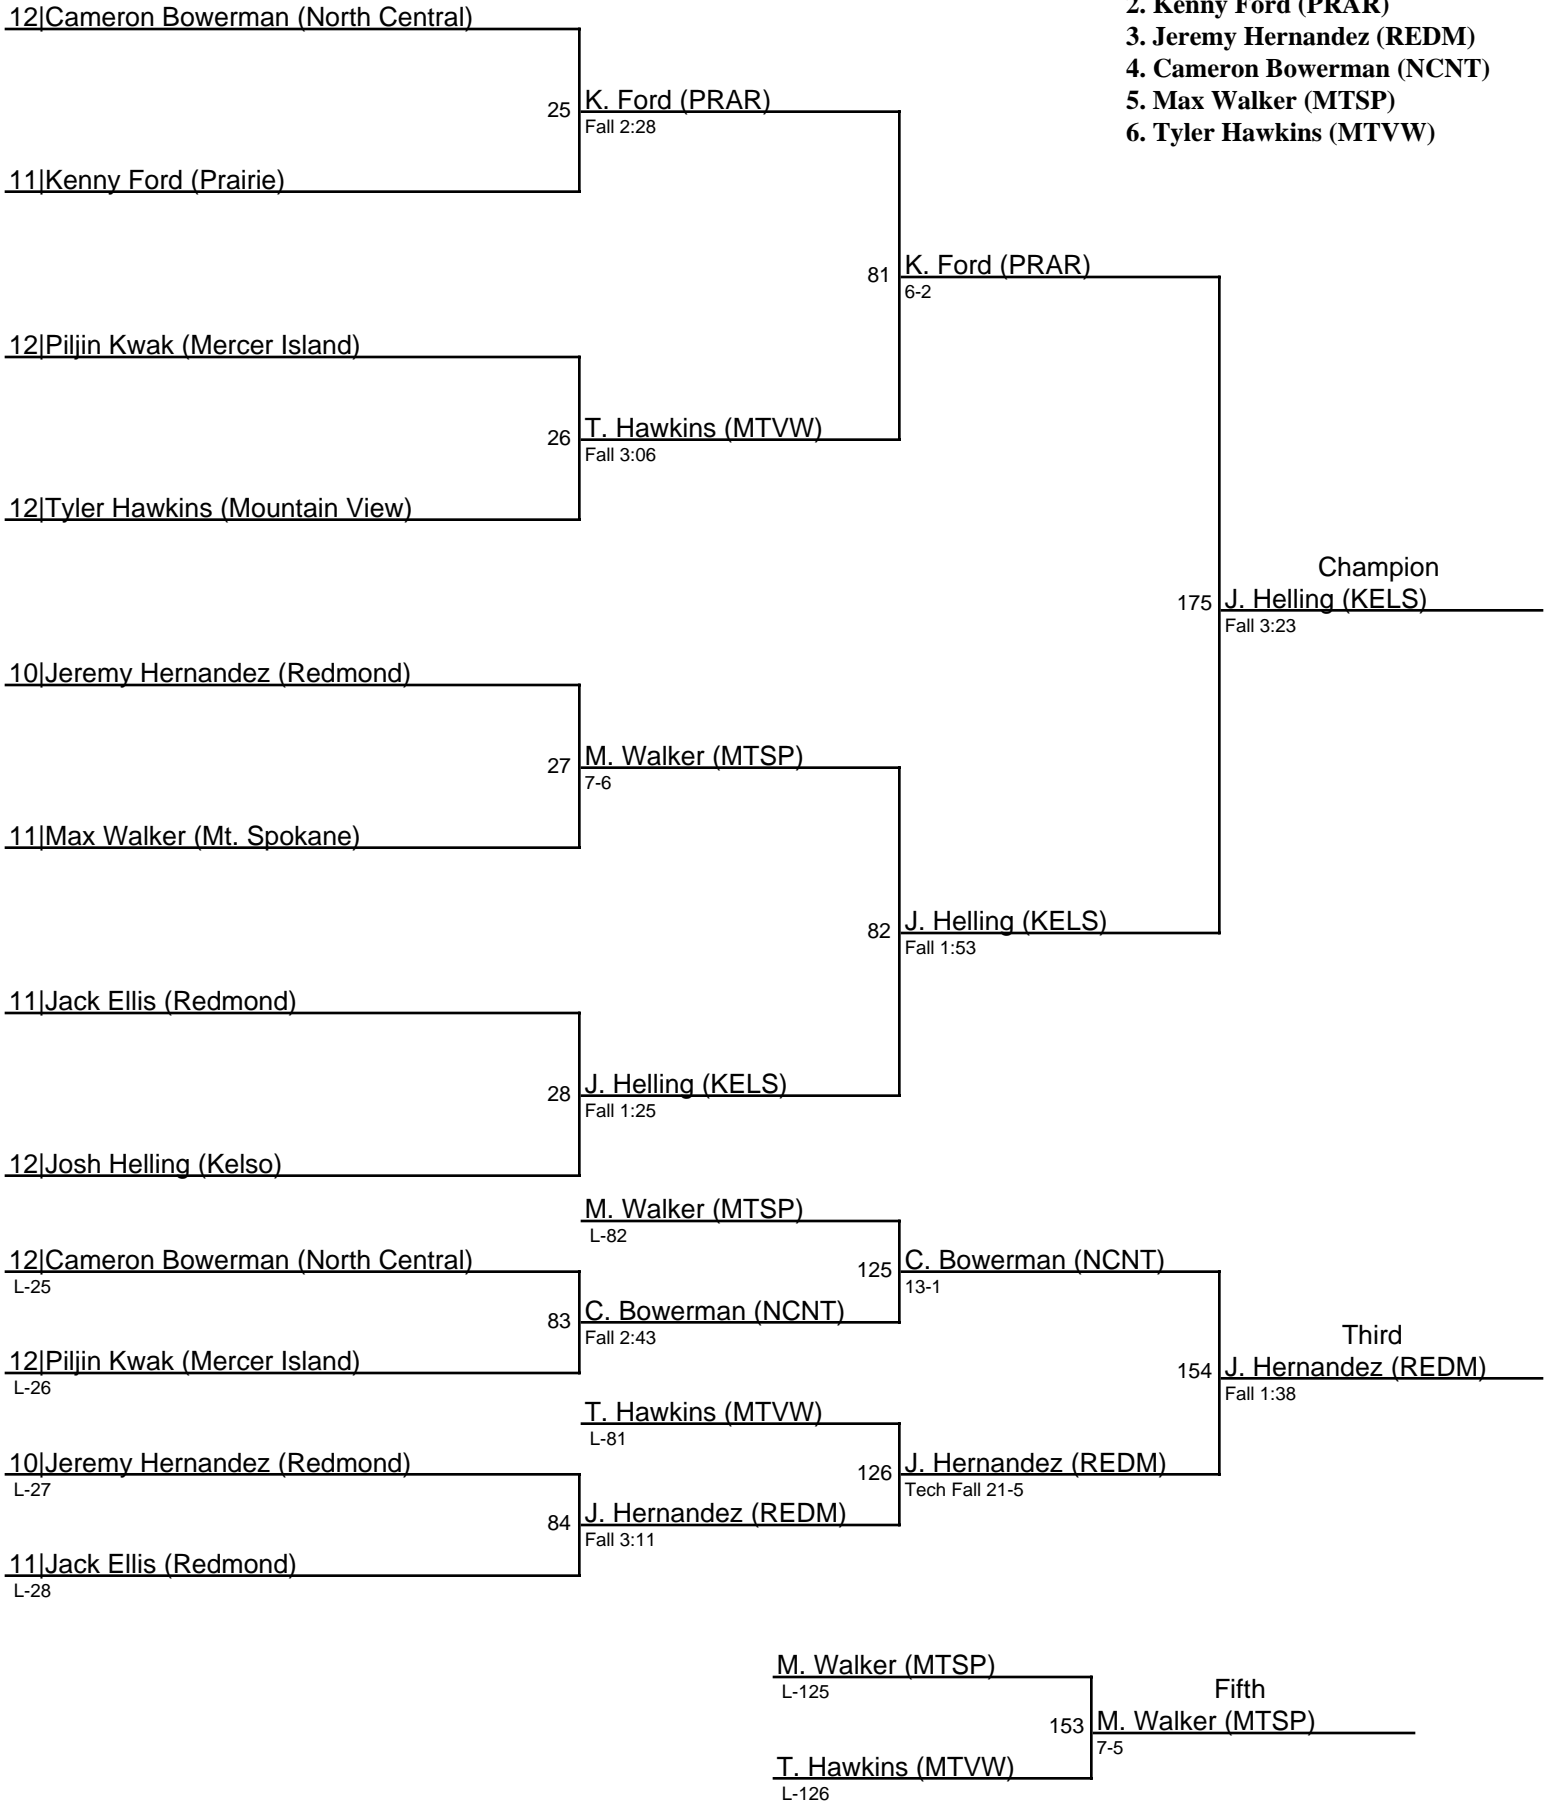 12|Cameron Bowerman (North Central)
2. Kenny Ford (PRAR)
3. Jeremy Hernandez (REDM)
4. Cameron Bowerman (NCNT)
5. Max Walker (MTSP)
6. Tyler Hawkins (MTVW)
25 K. Ford (PRAR)
Fall 2:28
11|Kenny Ford (Prairie)
81 K. Ford (PRAR)
6-2
12|Piljin Kwak (Mercer Island)
26 T. Hawkins (MTVW)
Fall 3:06
12|Tyler Hawkins (Mountain View)
Champion
175 J. Helling (KELS)
Fall 3:23
10|Jeremy Hernandez (Redmond)
27 M. Walker (MTSP)
7-6
11|Max Walker (Mt. Spokane)
82 J. Helling (KELS)
Fall 1:53
11|Jack Ellis (Redmond)
28 J. Helling (KELS)
Fall 1:25
12|Josh Helling (Kelso)
M. Walker (MTSP)
L-82
12|Cameron Bowerman (North Central)
L-25
125 C. Bowerman (NCNT)
13-1
83 C. Bowerman (NCNT)
Fall 2:43
12|Piljin Kwak (Mercer Island)
L-26
Third
154 J. Hernandez (REDM)
Fall 1:38
T. Hawkins (MTVW)
L-81
10|Jeremy Hernandez (Redmond)
L-27
126 J. Hernandez (REDM)
Tech Fall 21-5
84 J. Hernandez (REDM)
Fall 3:11
11|Jack Ellis (Redmond)
L-28
M. Walker (MTSP)
L-125
Fifth
153 M. Walker (MTSP)
7-5
T. Hawkins (MTVW)
L-126